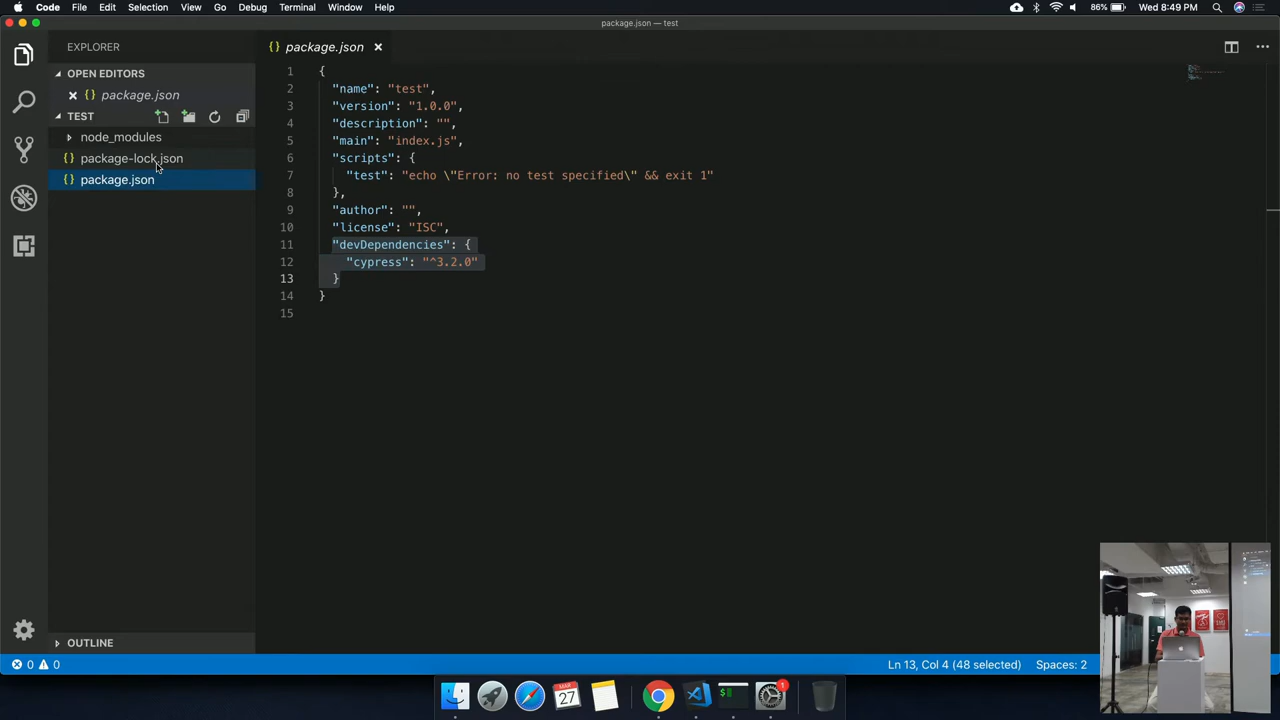 Code File Edit Selection View Go Debug Terminal Window Help 86% Wed 8:49 PM
package.json — test
EXPLORER
OPEN EDITORS
{} package.json
TEST
node_modules
{} package-lock.json
{} package.json
OUTLINE
{} package.json
1 {
2 "name": "test",
3 "version": "1.0.0",
4 "description": "",
5 "main": "index.js",
6 "scripts": {
7 "test": "echo \"Error: no test specified\" && exit 1"
8 },
9 "author": "",
10 "license": "ISC",
11 "devDependencies": {
12 "cypress": "^3.2.0"
13 }
14 }
15
0 0
Ln 13, Col 4 (48 selected) Spaces: 2
MAR
27
$
1